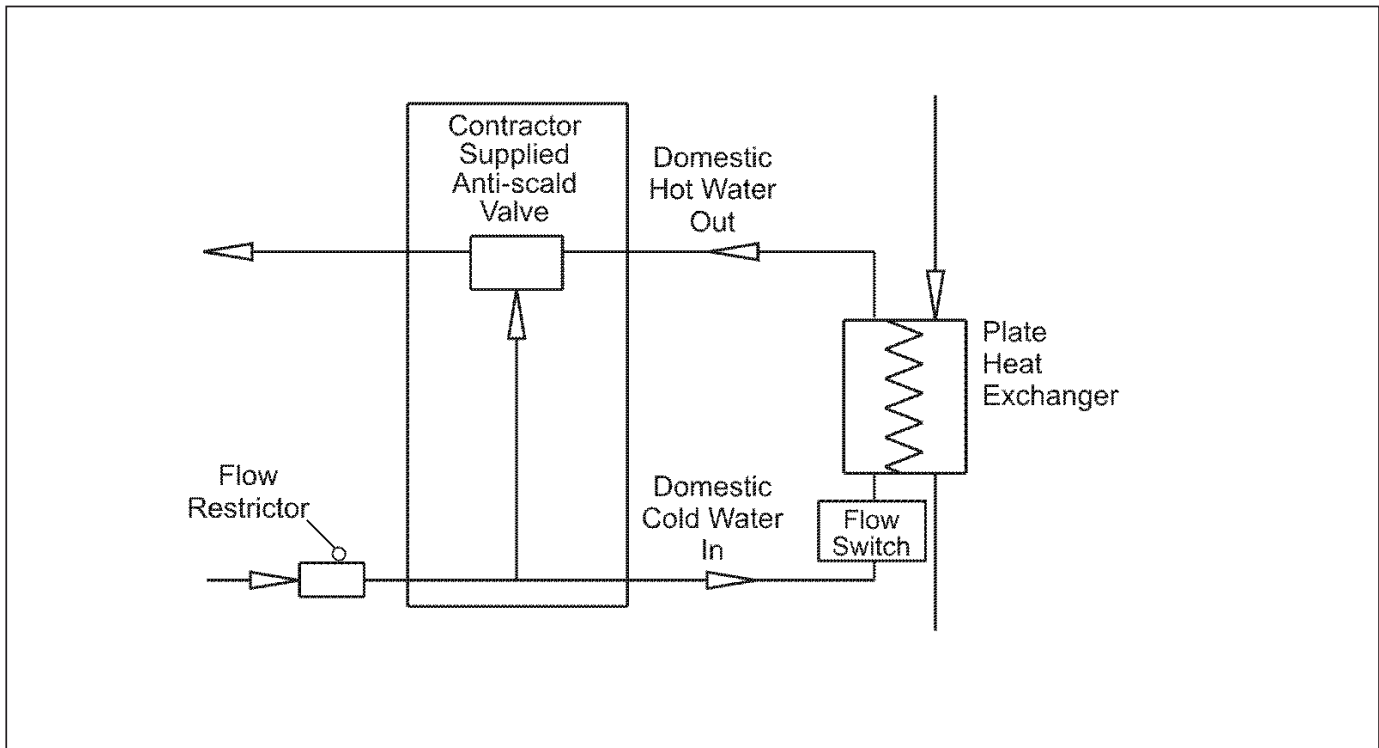 Contractor
Supplied
Anti-scald
Valve
Domestic
Hot Water
Out
Plate
Heat
Exchanger
Flow
Restrictor
Domestic
Cold Water
In
Flow
Switch